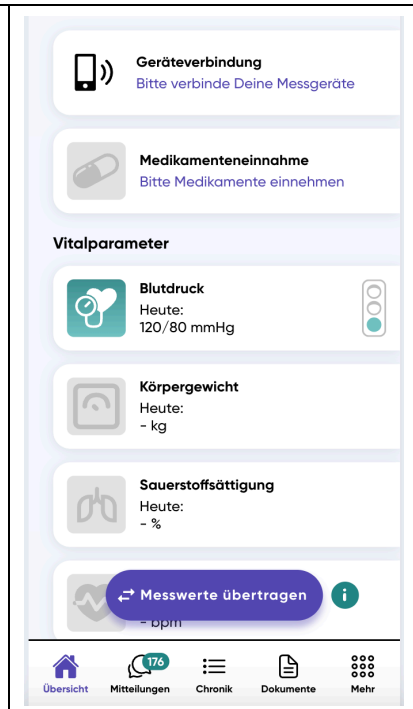 Geräteverbindung
Bitte verbinde Deine Messgeräte
Medikamenteneinnahme
Bitte Medikamente einnehmen
Vitalparameter
Blutdruck
Heute:
120/80 mmHg
Körpergewicht
Heute:
- kg
Sauerstoffsättigung
Heute:
- %
Messwerte übertragen
i
- bpm
176
Übersicht
Mitteilungen
Chronik
Dokumente
Mehr